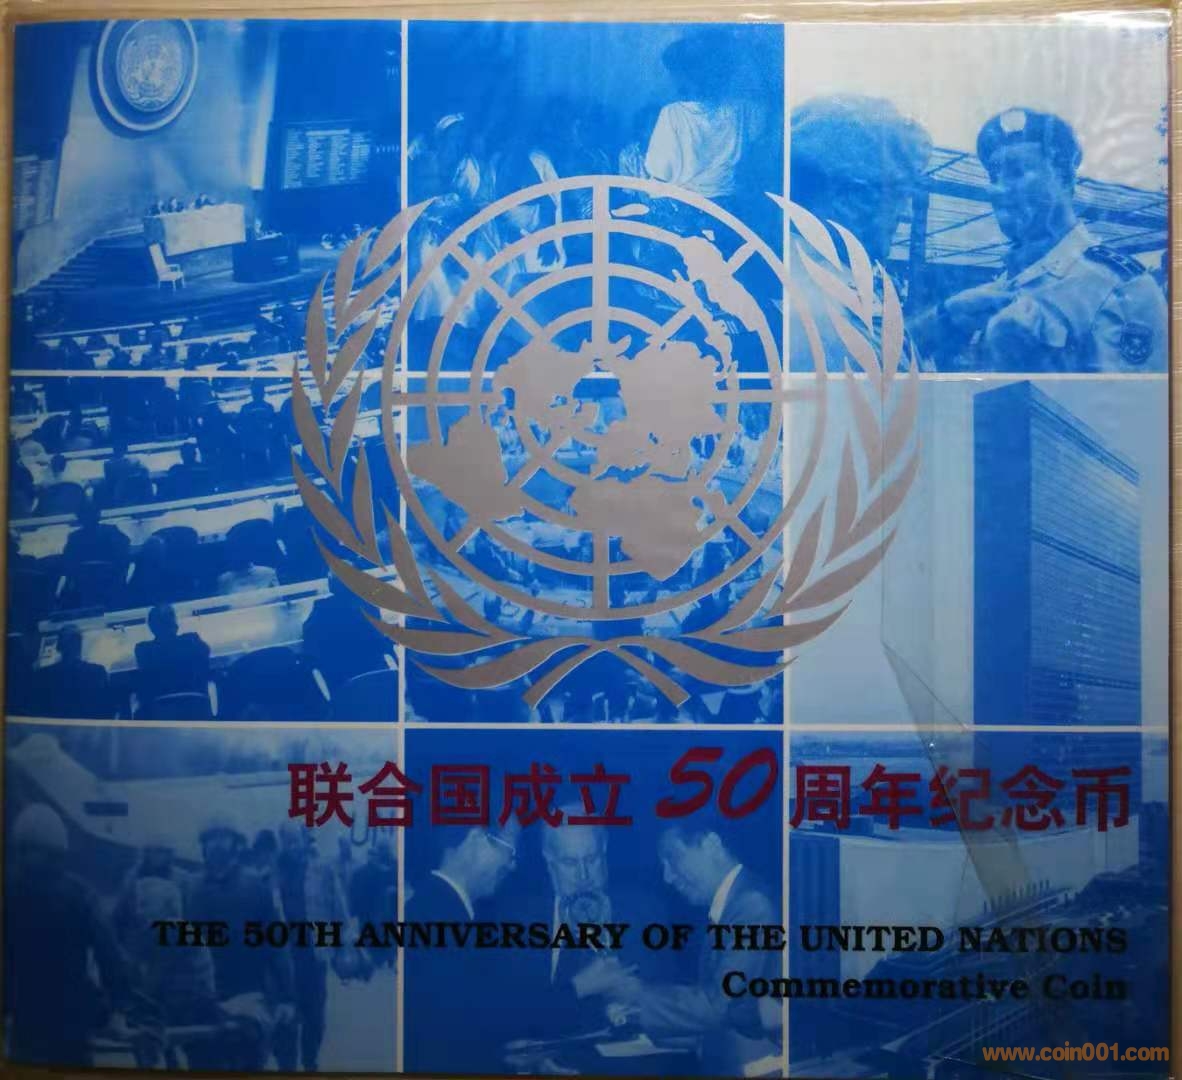 联合国成立50周年纪念币
THE 50TH ANNIVERSARY OF THE UNITED NATIONS
Commemorative Coin
www.coin001.com